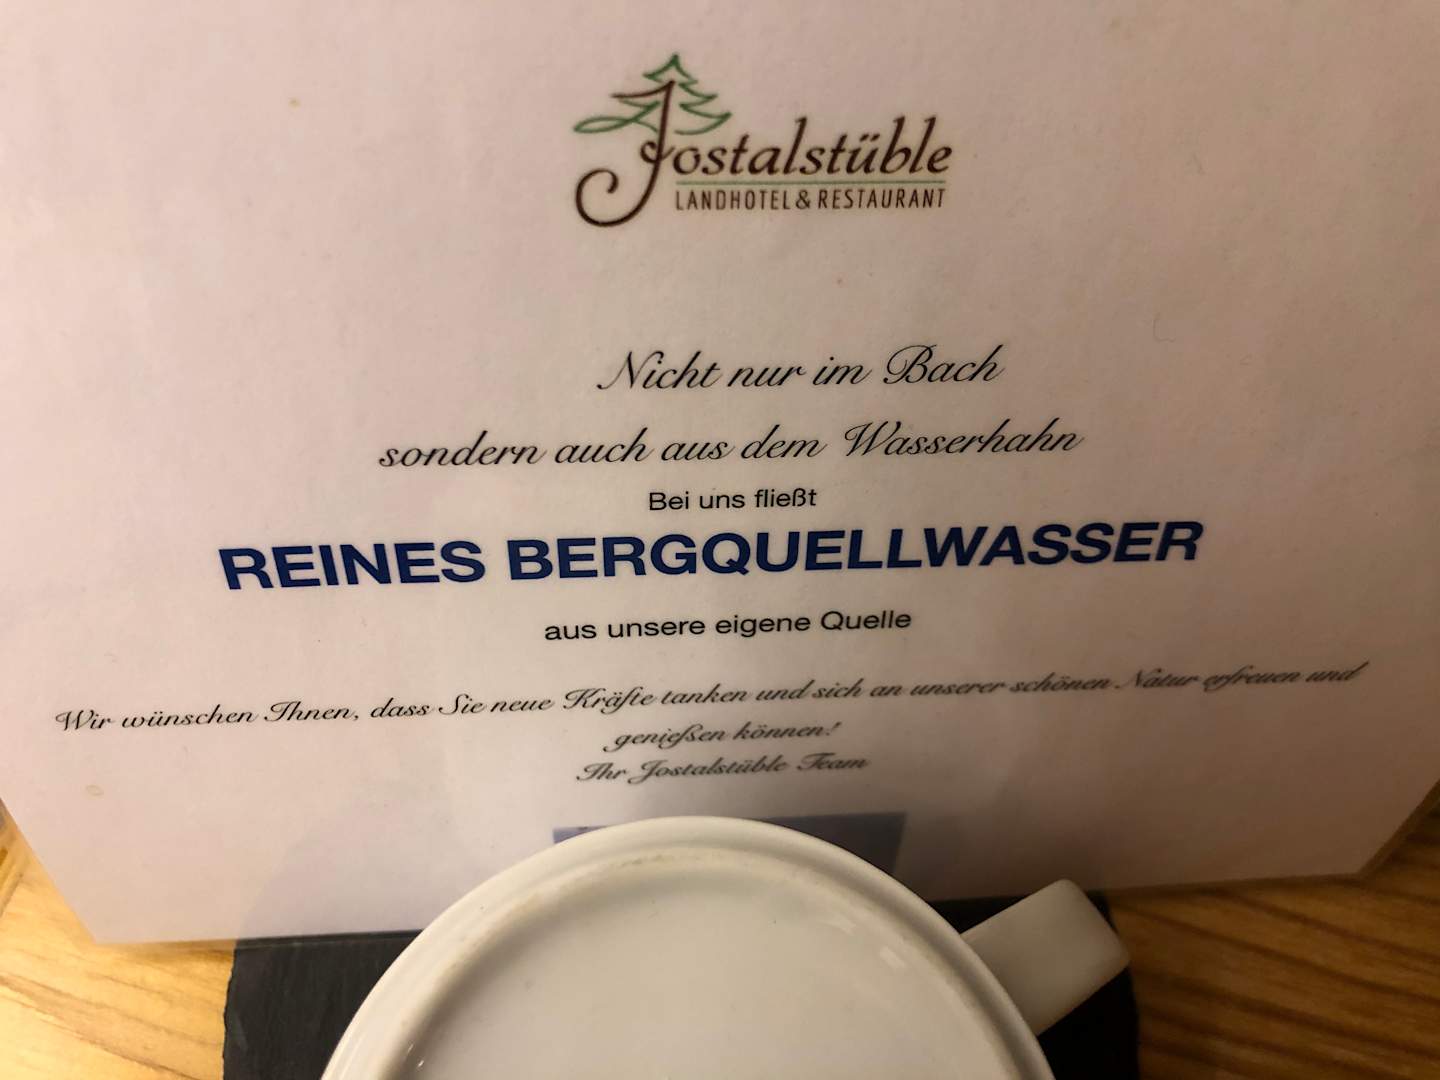 Jostalstüble
LANDHOTEL & RESTAURANT
Nicht nur im Bach
sondern auch aus dem Wasserhahn
Bei uns fließt
REINES BERGQUELLWASSER
aus unsere eigene Quelle
Wir wünschen Ihnen, dass Sie neue Kräfte tanken und sich an unserer schönen Natur erfreuen und
genießen können!
Ihr Jostalstüble Team